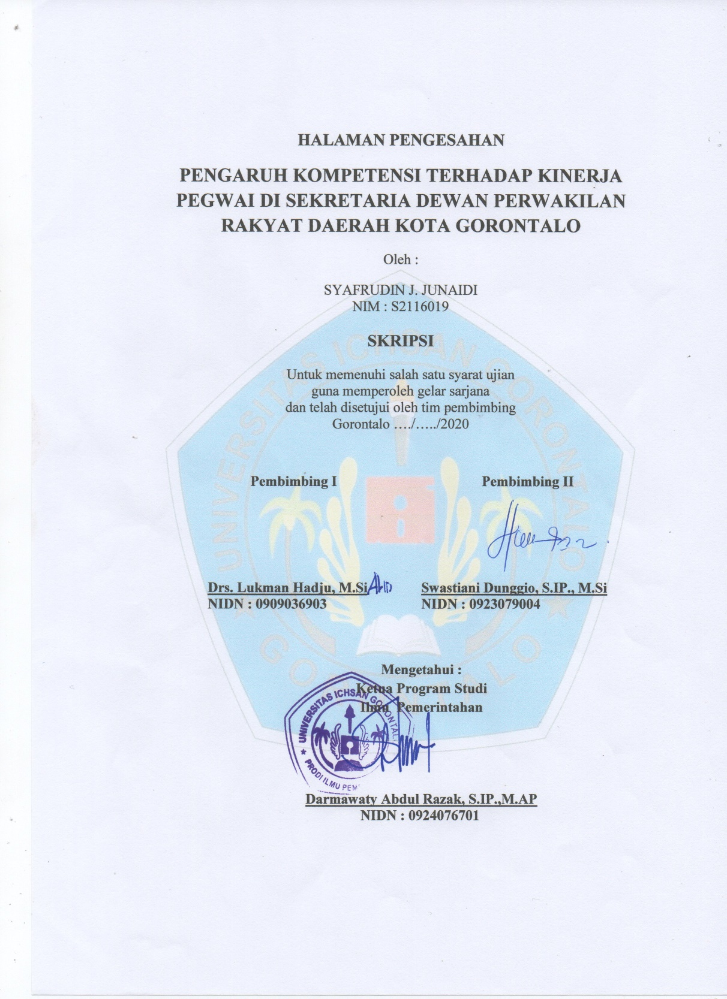 HALAMAN PENGESAHAN
PENGARUH KOMPETENSI TERHADAP KINERJA
PEGWAI DI SEKRETARIA DEWAN PERWAKILAN
RAKYAT DAERAH KOTA GORONTALO
Oleh :
SYAFRUDIN J. JUNAIDI
NIM : S2116019
SKRIPSI
UNIVERSITAS ICHSAN GORONTALO
Untuk memenuhi salah satu syarat ujian
guna memperoleh gelar sarjana
dan telah disetujui oleh tim pembimbing
Gorontalo …./…../2020
Pembimbing I
Pembimbing II
Drs. Lukman Hadju, M.Si
NIDN : 0909036903
Swastiani Dunggio, S.IP., M.Si
NIDN : 0923079004
GORONTALO
Mengetahui :
Ketua Program Studi
Ilmu Pemerintahan
UNIVERSITAS ICHSAN GORONTAL
PRODI ILMU PEM
Darmawaty Abdul Razak, S.IP.,M.AP
NIDN : 0924076701